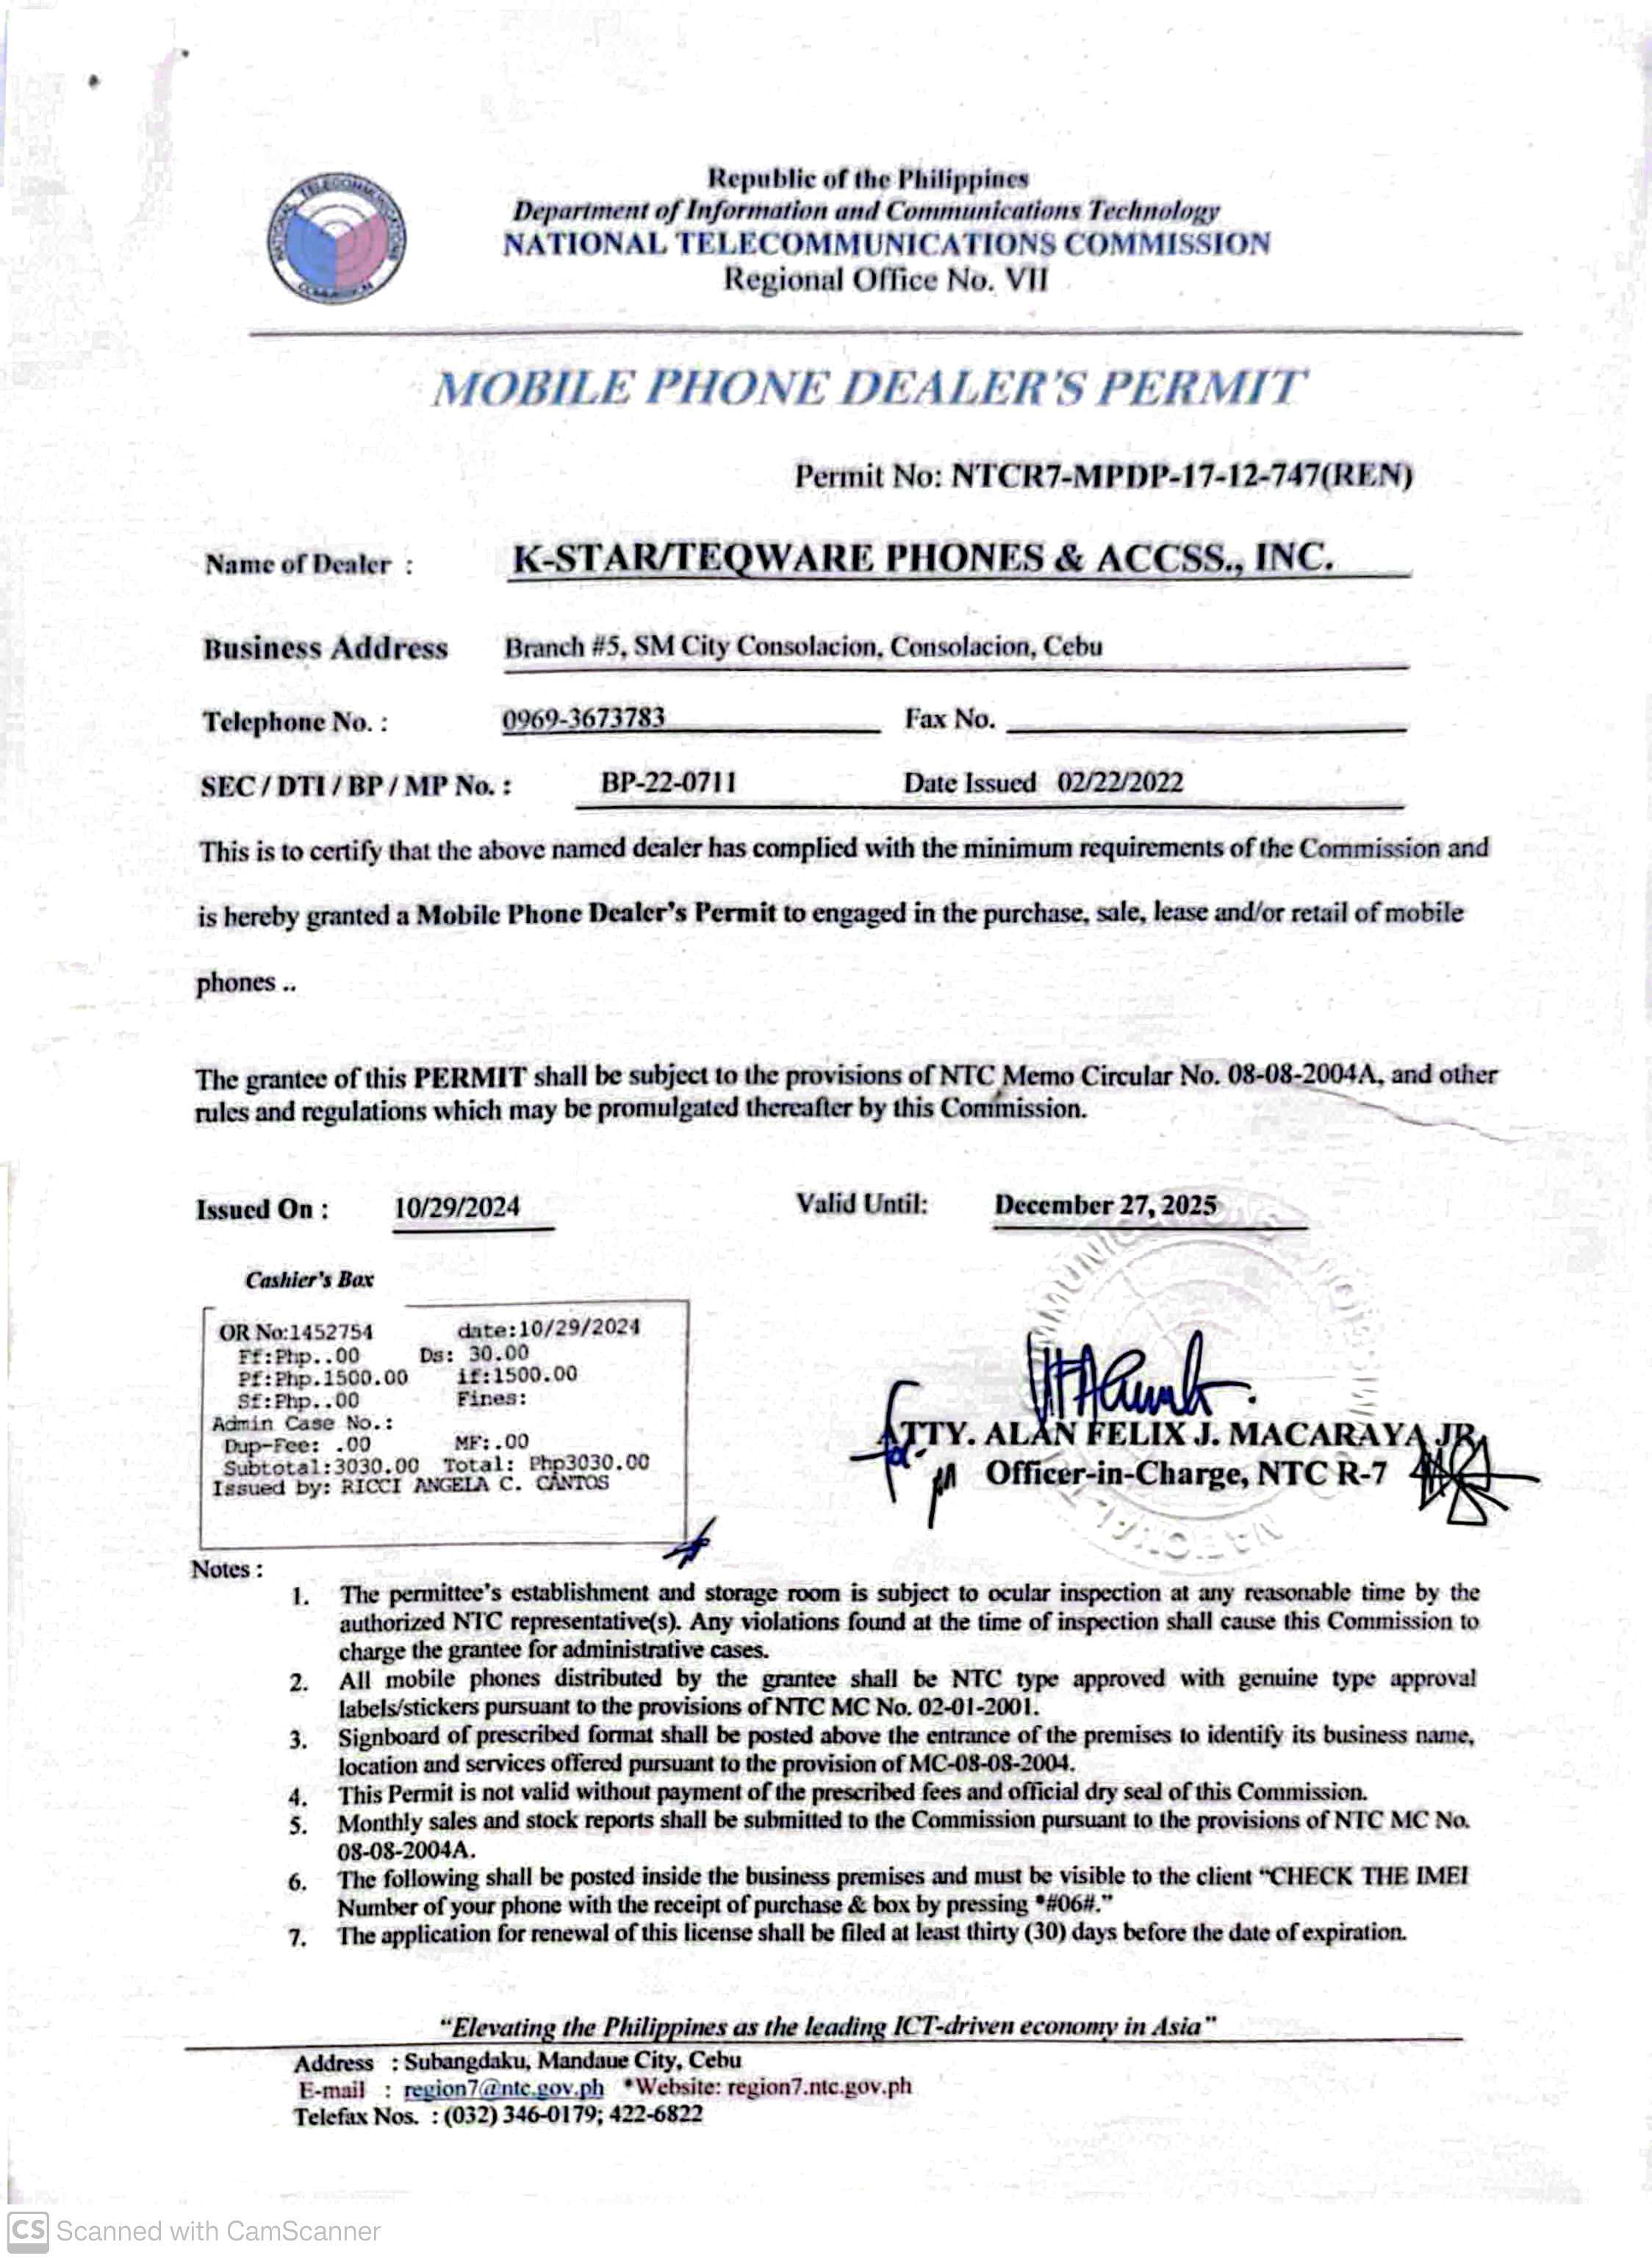 NATIONAL TELECOMMUNICATIONS COMMISSION
Republic of the Philippines
Department of Information and Communications Technology
NATIONAL TELECOMMUNICATIONS COMMISSION
Regional Office No. VII
MOBILE PHONE DEALER'S PERMIT
Permit No: NTCR7-MPDP-17-12-747(REN)
Name of Dealer : K-STAR/TEQWARE PHONES & ACCSS., INC.
Business Address Branch #5, SM City Consolacion, Consolacion, Cebu
Telephone No. : 0969-3673783 Fax No.
SEC / DTI / BP / MP No. : BP-22-0711 Date Issued 02/22/2022
This is to certify that the above named dealer has complied with the minimum requirements of the Commission and
is hereby granted a Mobile Phone Dealer's Permit to engaged in the purchase, sale, lease and/or retail of mobile
phones ..
The grantee of this PERMIT shall be subject to the provisions of NTC Memo Circular No. 08-08-2004A, and other
rules and regulations which may be promulgated thereafter by this Commission.
Issued On : 10/29/2024 Valid Until: December 27, 2025
Cashier's Box
OR No:1452754 date:10/29/2024
Ff:Php..00 Ds: 30.00
Pf:Php.1500.00 if:1500.00
Sf:Php..00 Fines:
Admin Case No.:
Dup-Fee: .00 MF:.00
Subtotal:3030.00 Total: Php3030.00
Issued by: RICCI ANGELA C. CANTOS
ATTY. ALAN FELIX J. MACARAYA JR
Officer-in-Charge, NTC R-7
Notes :
1. The permittee's establishment and storage room is subject to ocular inspection at any reasonable time by the
authorized NTC representative(s). Any violations found at the time of inspection shall cause this Commission to
charge the grantee for administrative cases.
2. All mobile phones distributed by the grantee shall be NTC type approved with genuine type approval
labels/stickers pursuant to the provisions of NTC MC No. 02-01-2001.
3. Signboard of prescribed format shall be posted above the entrance of the premises to identify its business name,
location and services offered pursuant to the provision of MC-08-08-2004.
4. This Permit is not valid without payment of the prescribed fees and official dry seal of this Commission.
5. Monthly sales and stock reports shall be submitted to the Commission pursuant to the provisions of NTC MC No.
08-08-2004A.
6. The following shall be posted inside the business premises and must be visible to the client "CHECK THE IMEI
Number of your phone with the receipt of purchase & box by pressing *#06#."
7. The application for renewal of this license shall be filed at least thirty (30) days before the date of expiration.
"Elevating the Philippines as the leading ICT-driven economy in Asia"
Address : Subangdaku, Mandaue City, Cebu
E-mail : region7@ntc.gov.ph *Website: region7.ntc.gov.ph
Telefax Nos. : (032) 346-0179; 422-6822
CS Scanned with CamScanner